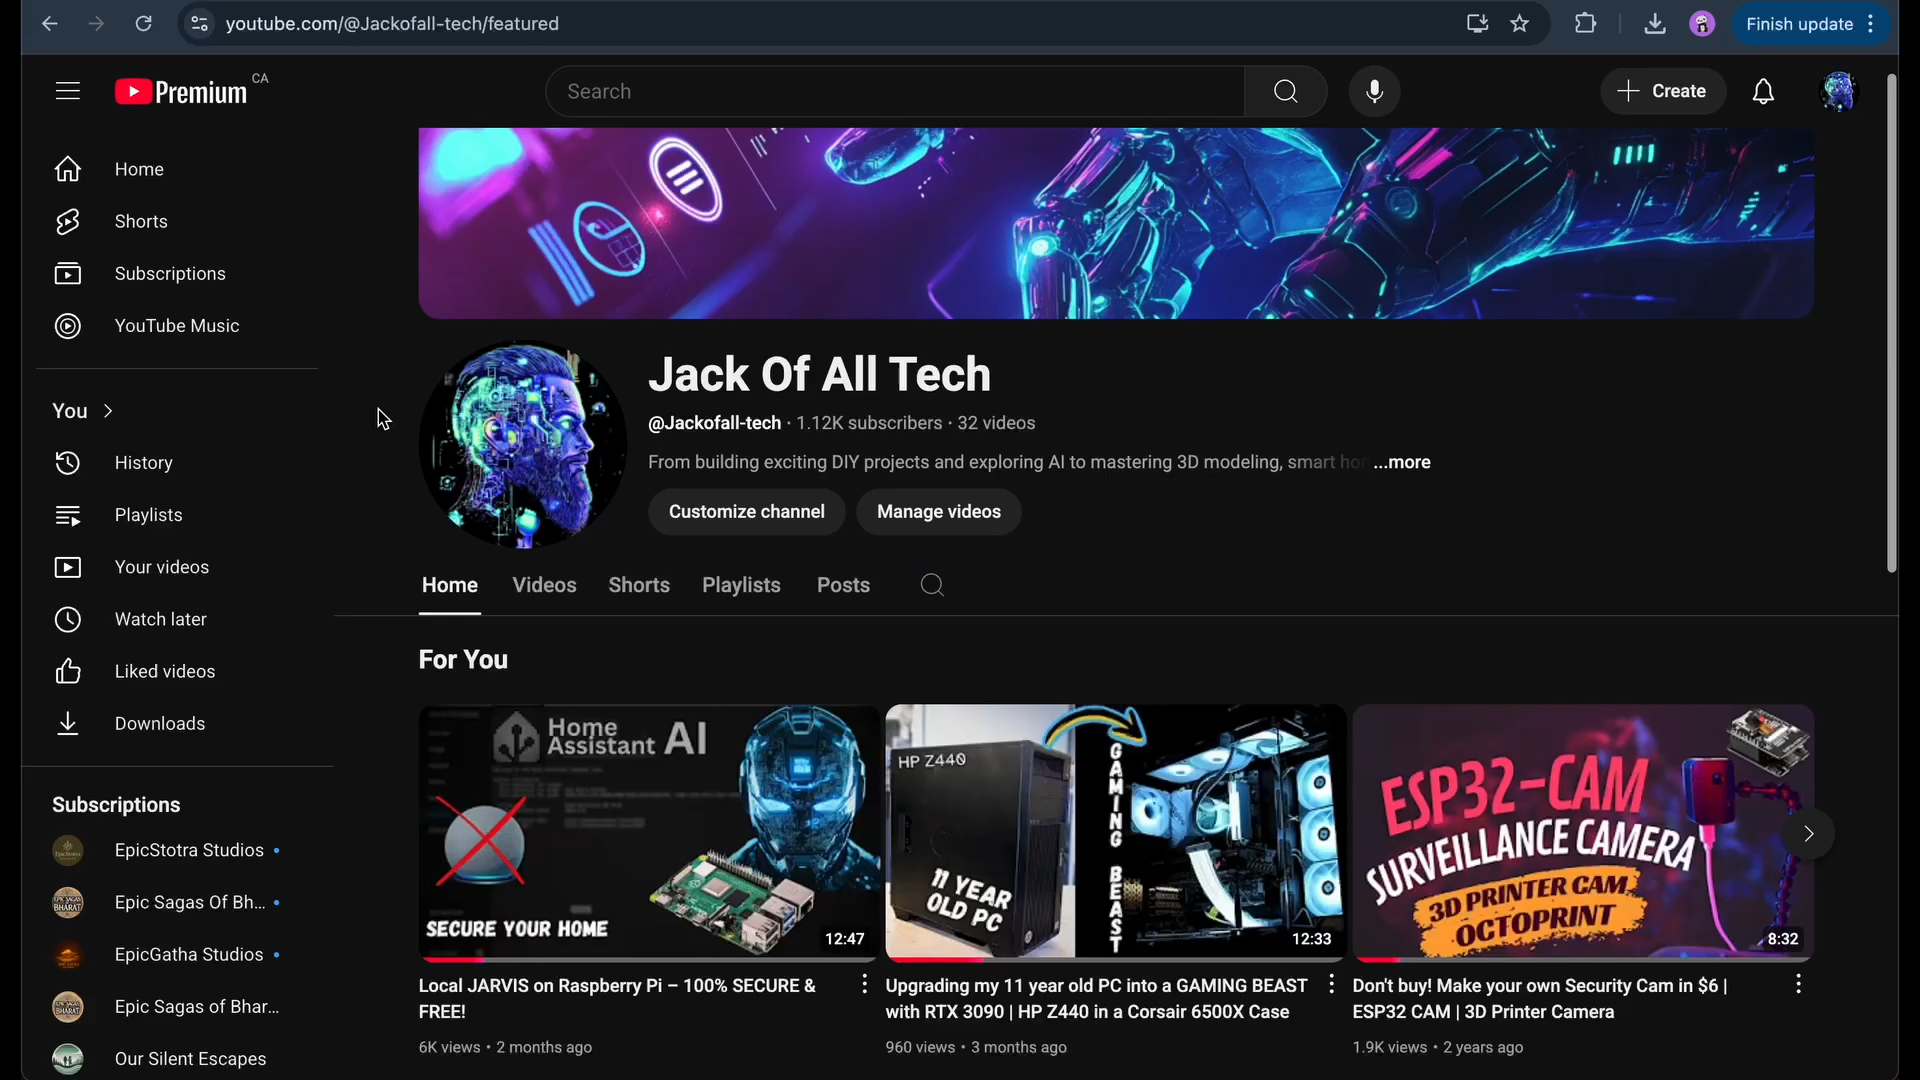 youtube.com/@Jackofall-tech/featured
Finish update
Premium
CA
Search
Create
Home
Shorts
Subscriptions
YouTube Music
You
History
Playlists
Your videos
Watch later
Liked videos
Downloads
Subscriptions
EpicStotra Studios
Epic Sagas Of Bh...
EpicGatha Studios
Epic Sagas of Bhar...
Our Silent Escapes
Jack Of All Tech
@Jackofall-tech · 1.12K subscribers · 32 videos
From building exciting DIY projects and exploring AI to mastering 3D modeling, smart hom ...more
Customize channel
Manage videos
Home
Videos
Shorts
Playlists
Posts
For You
Home
Assistant AI
SECURE YOUR HOME
12:47
Local JARVIS on Raspberry Pi – 100% SECURE &
FREE!
6K views • 2 months ago
HP Z440
11 YEAR
OLD PC
GAMING BEAST
12:33
Upgrading my 11 year old PC into a GAMING BEAST
with RTX 3090 | HP Z440 in a Corsair 6500X Case
960 views • 3 months ago
ESP32-CAM
SURVEILLANCE CAMERA
3D PRINTER CAM
OCTOPRINT
8:32
Don't buy! Make your own Security Cam in $6 |
ESP32 CAM | 3D Printer Camera
1.9K views • 2 years ago